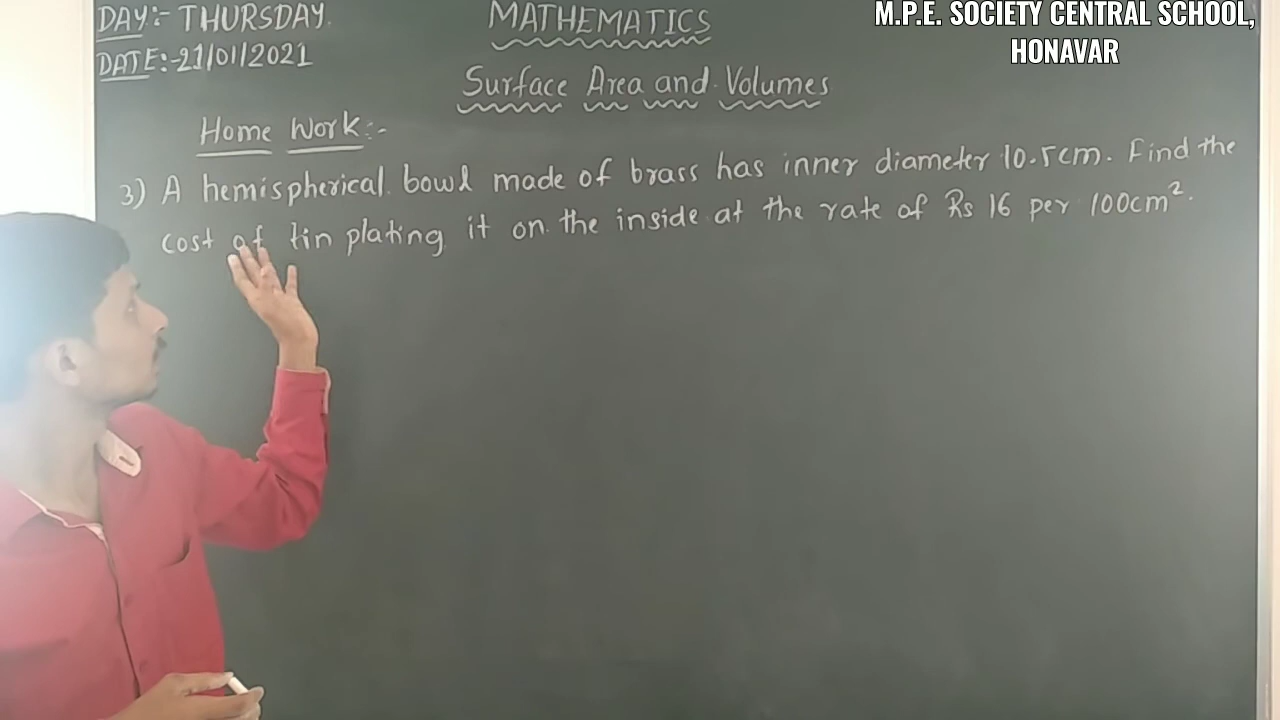 DAY:- THURSDAY.
DATE:-21/01/2021
MATHEMATICS
M.P.E. SOCIETY CENTRAL SCHOOL,
HONAVAR
Surface Area and Volumes
Home Work:-
3) A hemispherical bowl made of brass has inner diameter 10.5cm. Find the
cost of tin plating it on the inside at the rate of Rs 16 per 100cm².